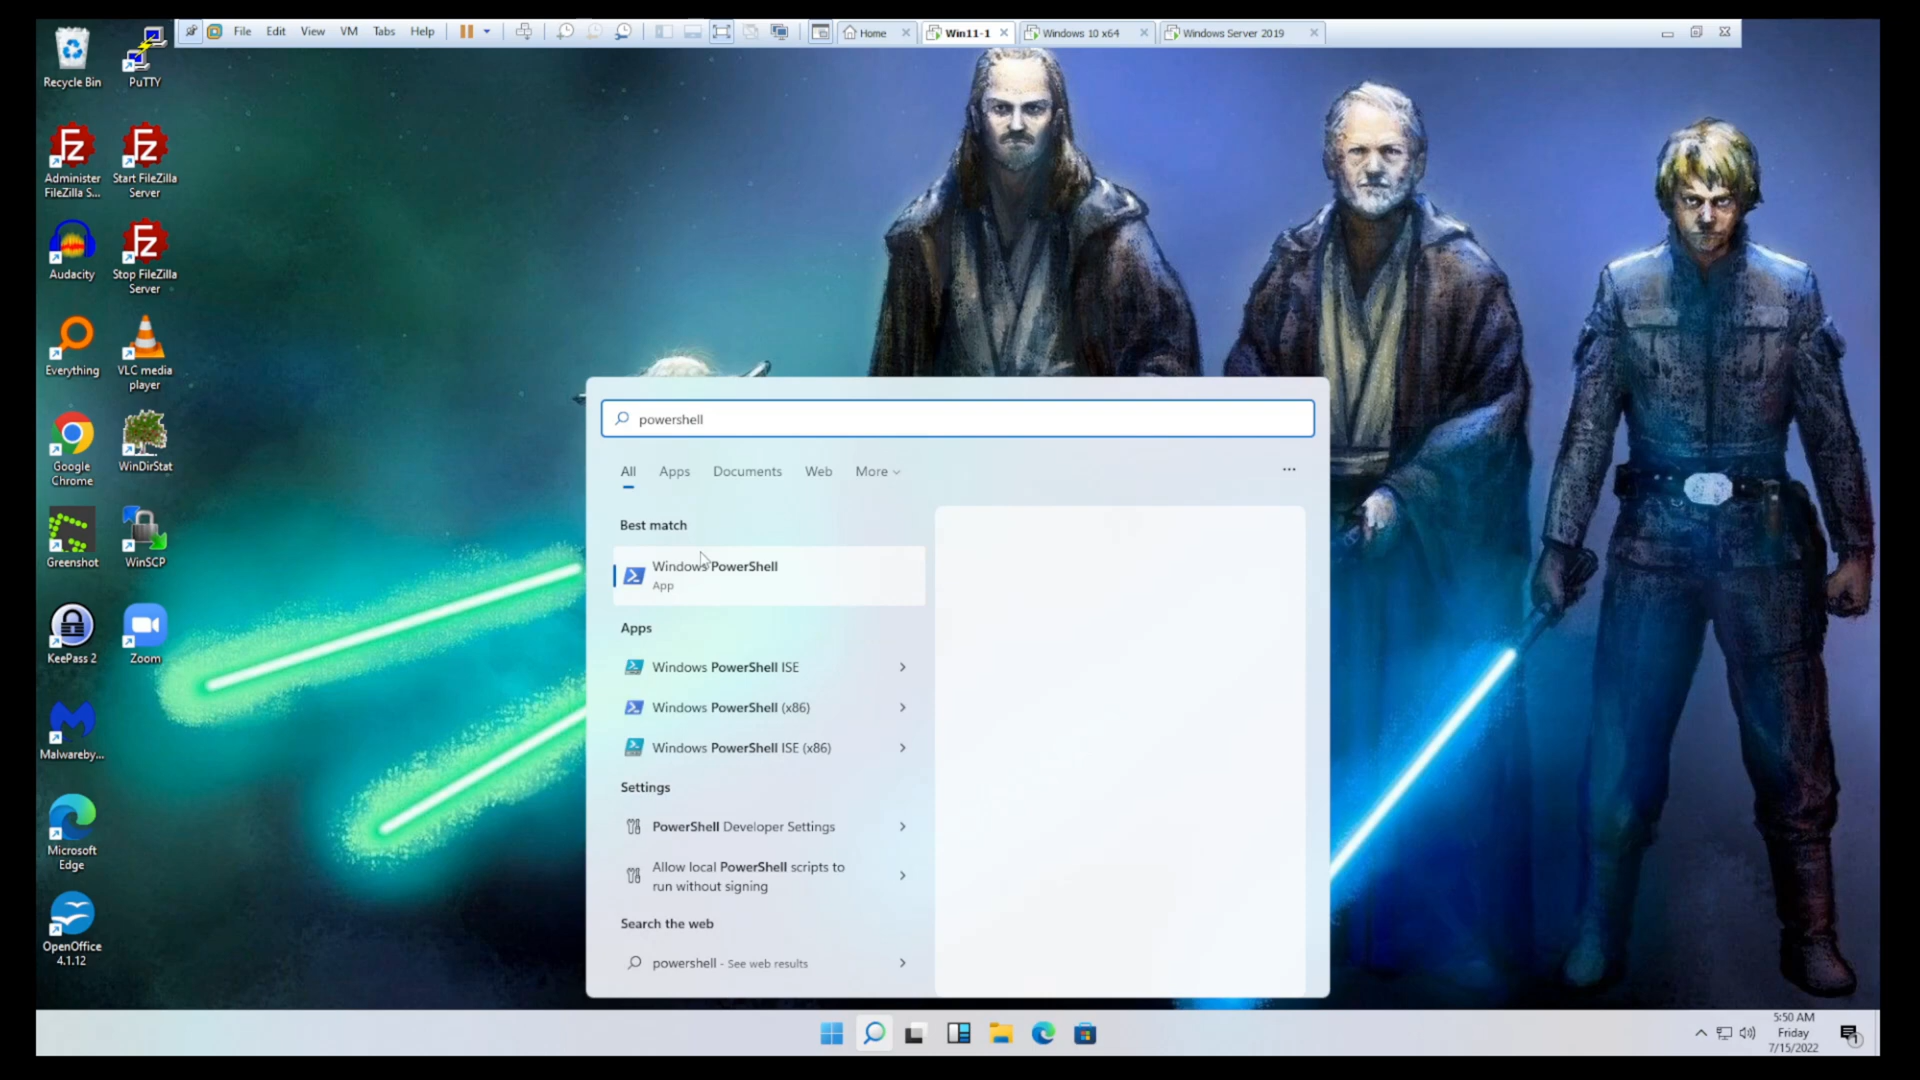 File Edit View VM Tabs Help
Home
Win11-1
Windows 10 x64
Windows Server 2019
Recycle Bin
PuTTY
Administer
FileZilla S...
Start FileZilla
Server
Audacity
Stop FileZilla
Server
Everything
VLC media
player
Google
Chrome
WinDirStat
Greenshot
WinSCP
KeePass 2
Zoom
Malwareby...
Microsoft
Edge
OpenOffice
4.1.12
powershell
All Apps Documents Web More
Best match
Windows PowerShell
App
Apps
Windows PowerShell ISE
Windows PowerShell (x86)
Windows PowerShell ISE (x86)
Settings
PowerShell Developer Settings
Allow local PowerShell scripts to
run without signing
Search the web
powershell - See web results
5:50 AM
Friday
7/15/2022
1